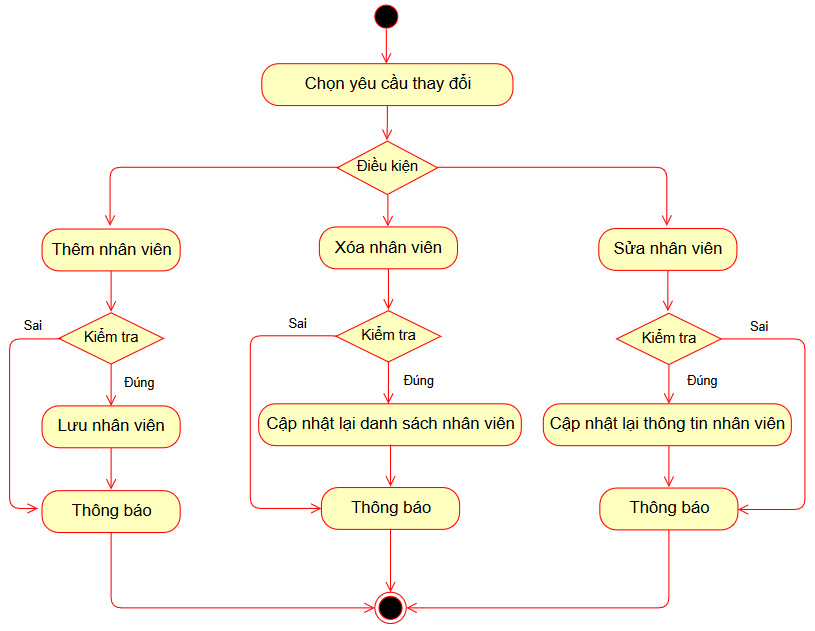 Chọn yêu cầu thay đổi
Điều kiện
Thêm nhân viên
Xóa nhân viên
Sửa nhân viên
Sai
Kiểm tra
Sai
Kiểm tra
Kiểm tra
Sai
Đúng
Đúng
Đúng
Lưu nhân viên
Cập nhật lại danh sách nhân viên
Cập nhật lại thông tin nhân viên
Thông báo
Thông báo
Thông báo